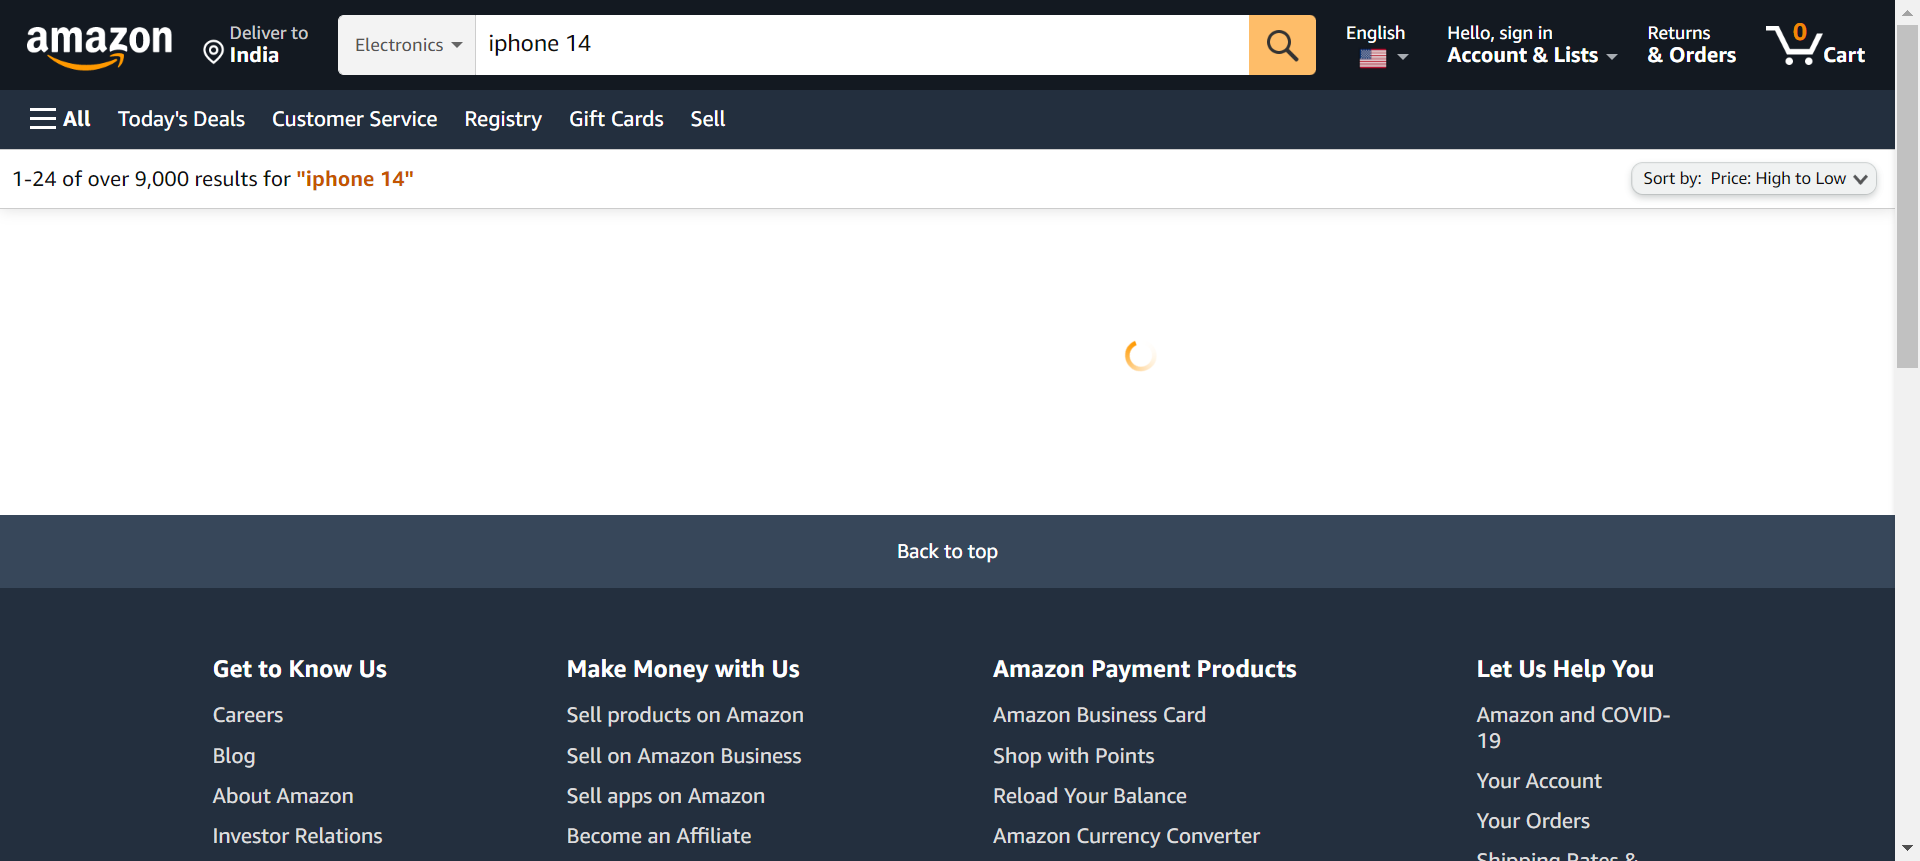 amazon
Deliver to
India
Electronics
iphone 14
English
Hello, sign in
Account & Lists
Returns
& Orders
0
Cart
All
Today's Deals
Customer Service
Registry
Gift Cards
Sell
1-24 of over 9,000 results for "iphone 14"
Sort by: Price: High to Low
Back to top
Get to Know Us
Careers
Blog
About Amazon
Investor Relations
Make Money with Us
Sell products on Amazon
Sell on Amazon Business
Sell apps on Amazon
Become an Affiliate
Amazon Payment Products
Amazon Business Card
Shop with Points
Reload Your Balance
Amazon Currency Converter
Let Us Help You
Amazon and COVID-
19
Your Account
Your Orders
Shipping Rates &